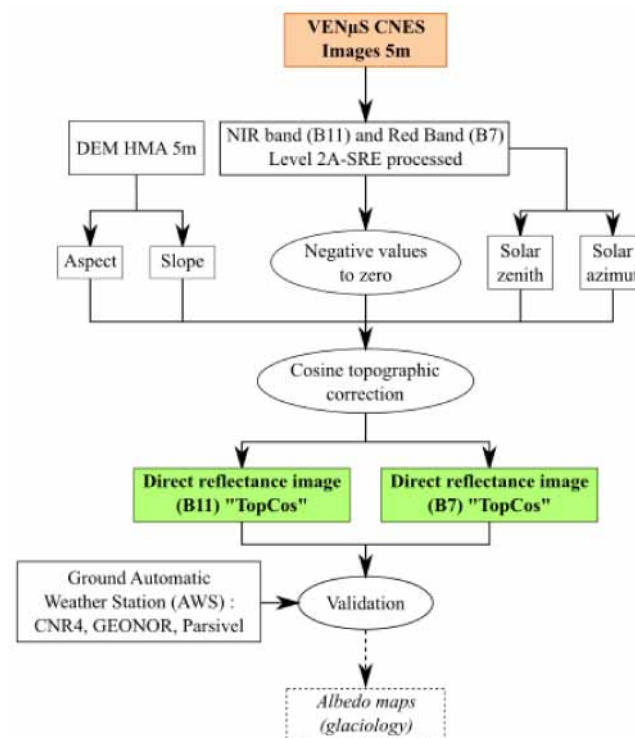 VENµS CNES
Images 5m
DEM HMA 5m
NIR band (B11) and Red Band (B7)
Level 2A-SRE processed
Aspect
Slope
Negative values
to zero
Solar
zenith
Solar
azimut
Cosine topographic
correction
Direct reflectance image
(B11) "TopCos"
Direct reflectance image
(B7) "TopCos"
Ground Automatic
Weather Station (AWS) :
CNR4, GEONOR, Parsivel
Validation
Albedo maps
(glaciology)